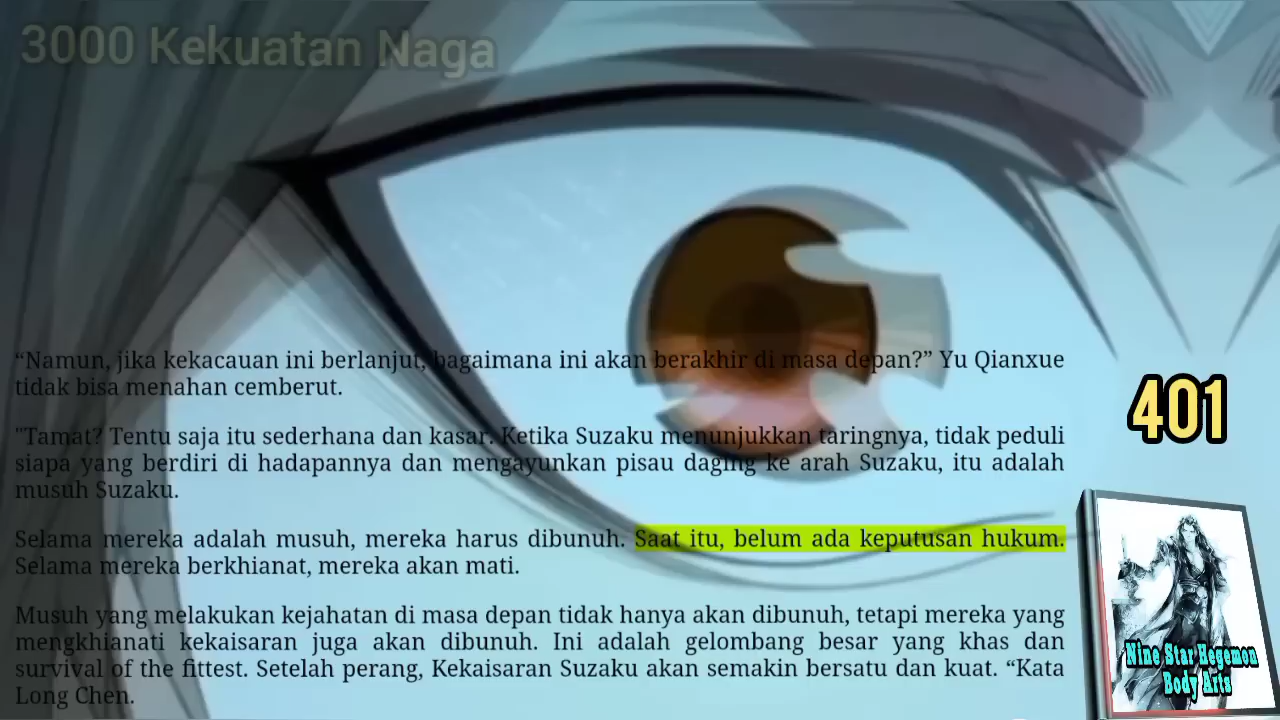 3000 Kekuatan Naga
“Namun, jika kekacauan ini berlanjut, bagaimana ini akan berakhir di masa depan?” Yu Qianxue
tidak bisa menahan cemberut.
"Tamat? Tentu saja itu sederhana dan kasar. Ketika Suzaku menunjukkan taringnya, tidak peduli
siapa yang berdiri di hadapannya dan mengayunkan pisau daging ke arah Suzaku, itu adalah
musuh Suzaku.
Selama mereka adalah musuh, mereka harus dibunuh. Saat itu, belum ada keputusan hukum.
Selama mereka berkhianat, mereka akan mati.
Musuh yang melakukan kejahatan di masa depan tidak hanya akan dibunuh, tetapi mereka yang
mengkhianati kekaisaran juga akan dibunuh. Ini adalah gelombang besar yang khas dan
survival of the fittest. Setelah perang, Kekaisaran Suzaku akan semakin bersatu dan kuat. “Kata
Long Chen.
401
Nine Star Hegemon
Body Arts